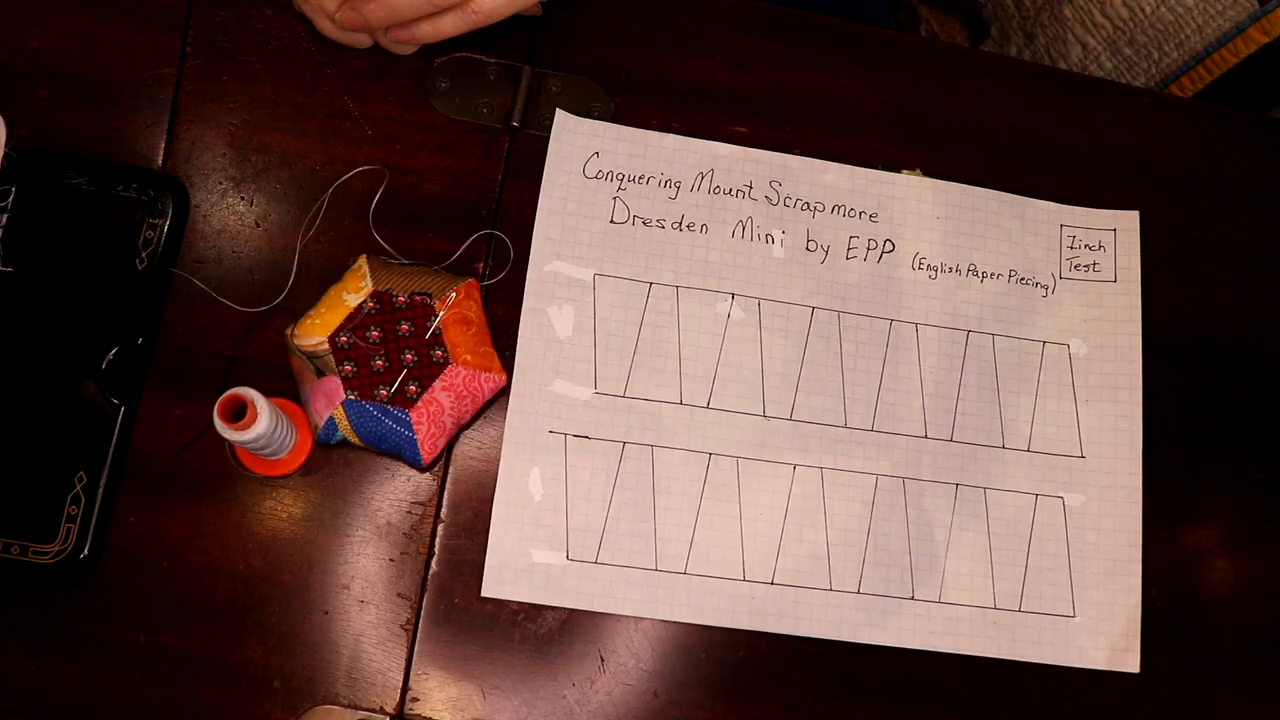 Conquering Mount Scrapmore
Dresden Mini by EPP (English Paper Piecing)
1inch
Test